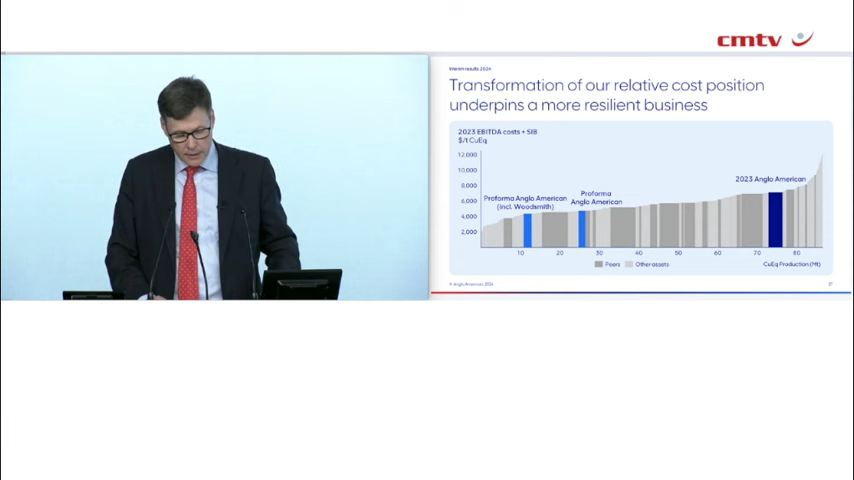 cmtv
Interim results 2024
Transformation of our relative cost position
underpins a more resilient business
2023 EBITDA costs + SIB
$/t CuEq
12,000
10,000
8,000
6,000
4,000
2,000
Proforma Anglo American
(incl. Woodsmith)
Proforma
Anglo American
2023 Anglo American
10
20
30
40
50
60
70
80
Peers
Other assets
CuEq Production (Mt)
© Anglo American 2024